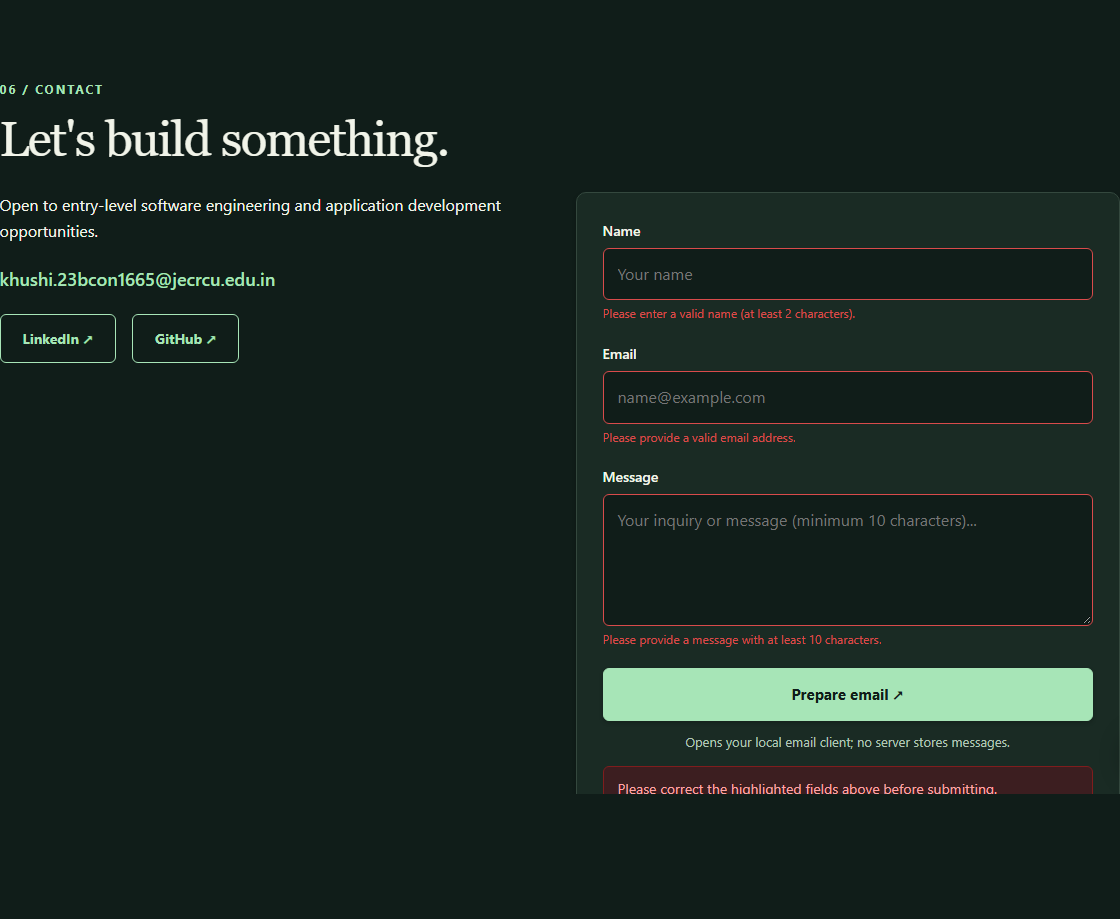 06 / CONTACT
Let's build something.
Open to entry-level software engineering and application development
opportunities.
khushi.23bcon1665@jecrcu.edu.in
LinkedIn ↗
GitHub ↗
Name
Your name
Please enter a valid name (at least 2 characters).
Email
name@example.com
Please provide a valid email address.
Message
Your inquiry or message (minimum 10 characters)...
Please provide a message with at least 10 characters.
Prepare email ↗
Opens your local email client; no server stores messages.
Please correct the highlighted fields above before submitting.